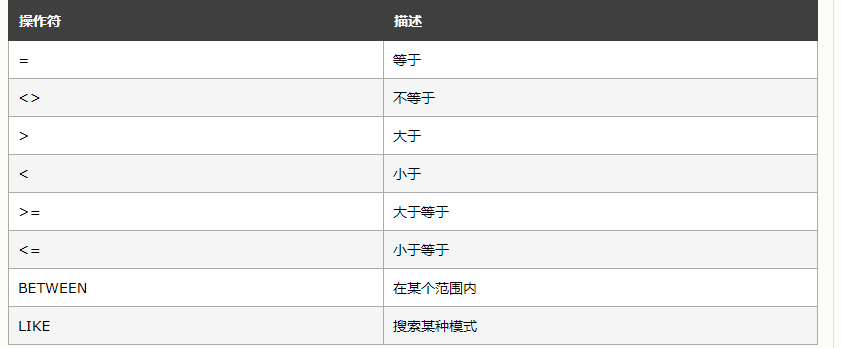 操作符 描述
= 等于
<> 不等于
> 大于
< 小于
>= 大于等于
<= 小于等于
BETWEEN 在某个范围内
LIKE 搜索某种模式